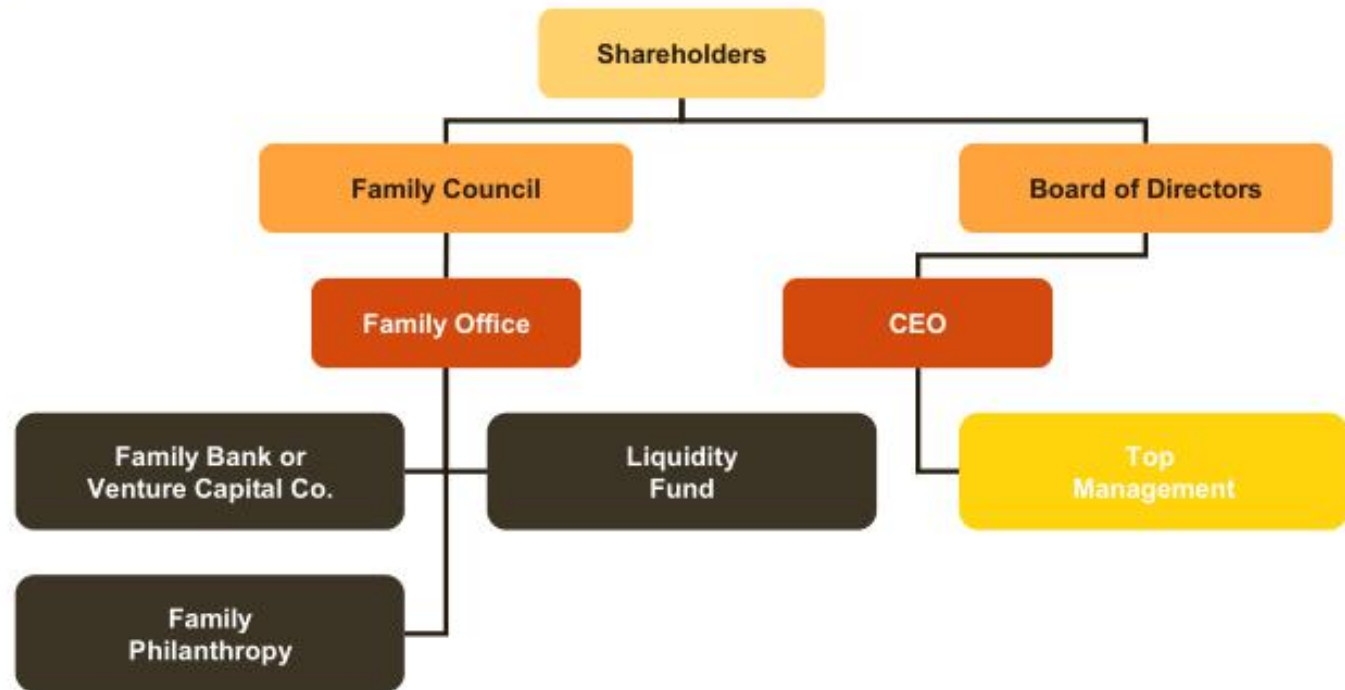 Shareholders
Family Council
Board of Directors
Family Office
CEO
Family Bank or
Venture Capital Co.
Liquidity
Fund
Top
Management
Family
Philanthropy